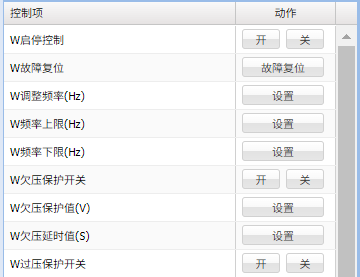 控制项 动作
W启停控制 开 关
W故障复位 故障复位
W调整频率(Hz) 设置
W频率上限(Hz) 设置
W频率下限(Hz) 设置
W欠压保护开关 开 关
W欠压保护值(V) 设置
W欠压延时值(S) 设置
W过压保护开关 开 关